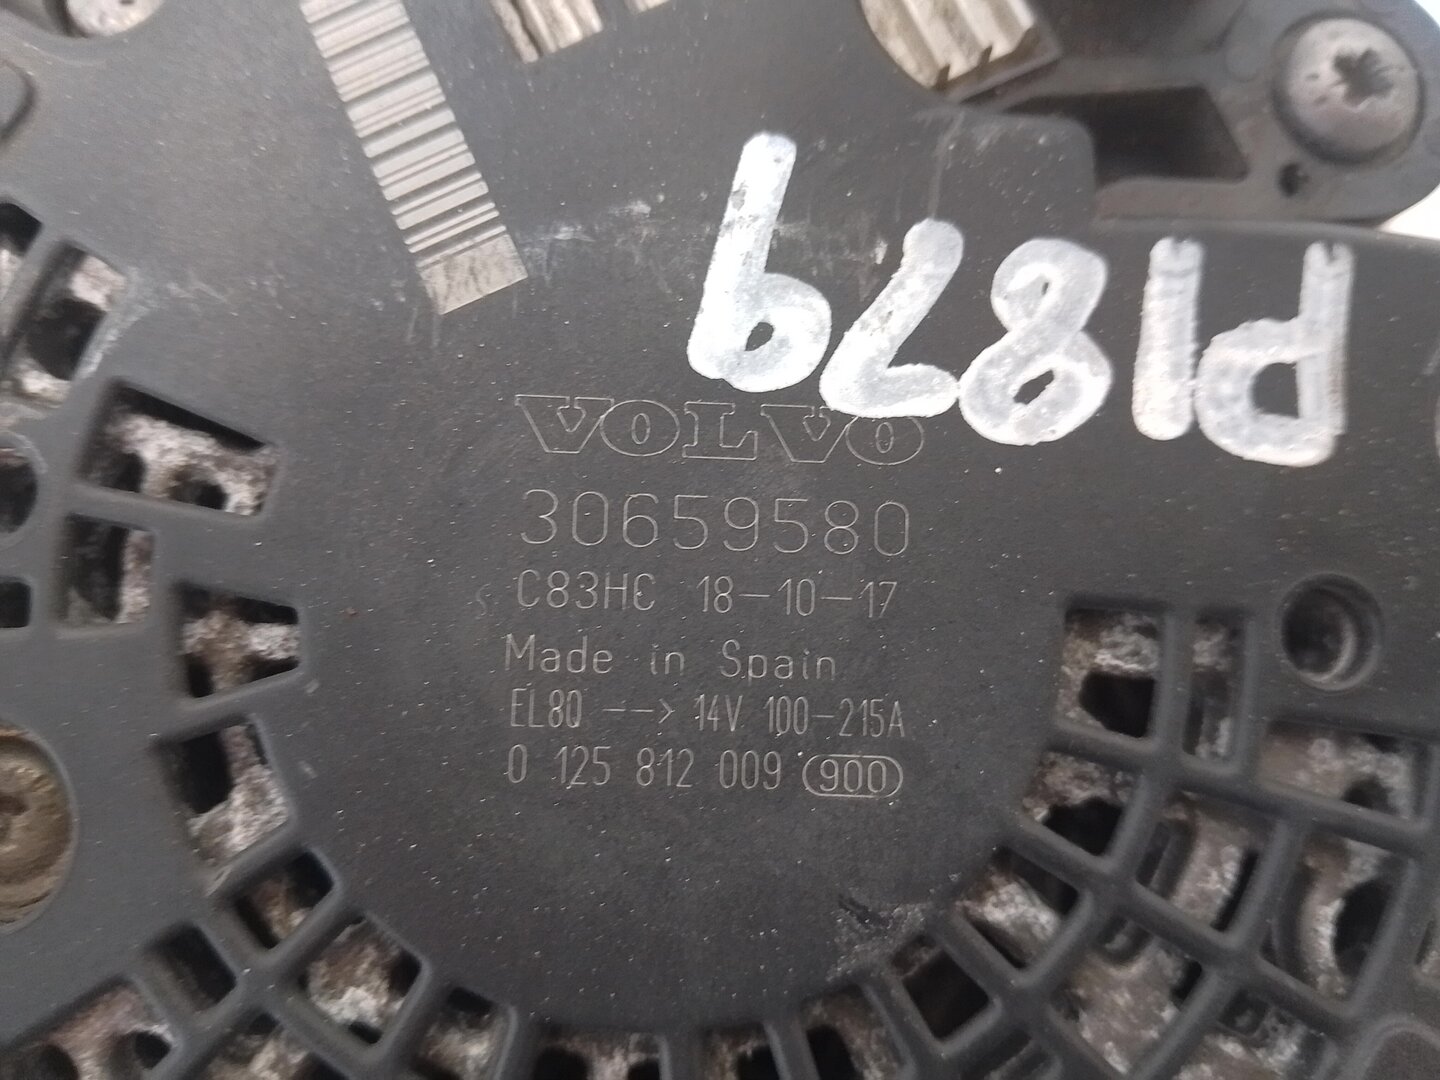 P1879
VOLVO
30659580
C83HC 18-10-17
Made in Spain
EL80 --> 14V 100-215A
0 125 812 009 900